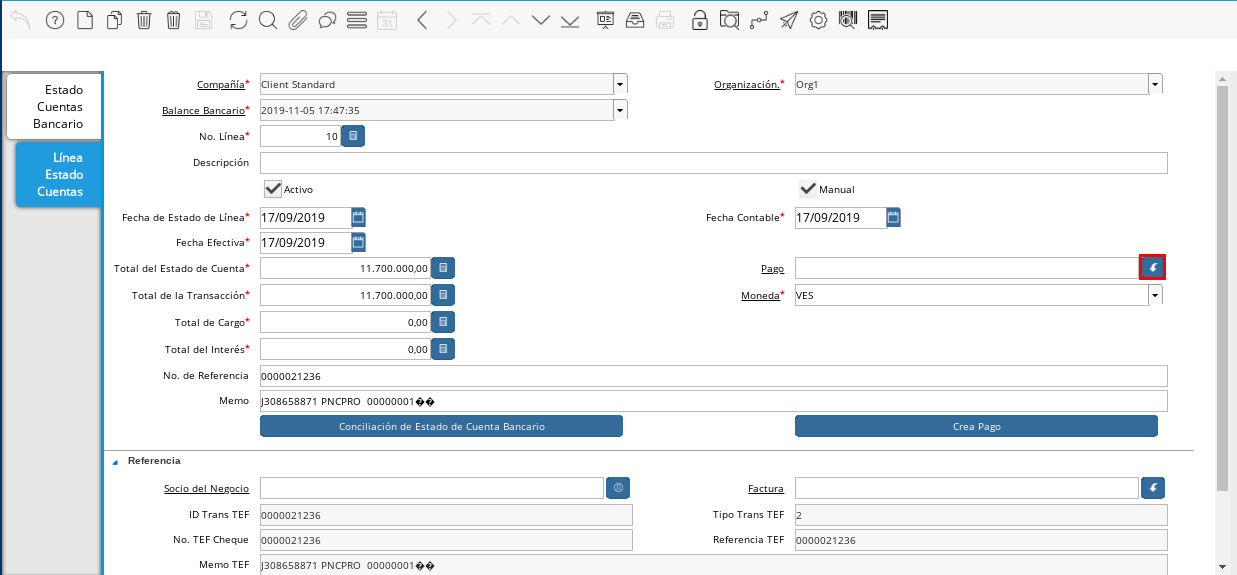 31
Estado
Cuentas
Bancario
Línea
Estado
Cuentas
Compañía* Client Standard Organización.* Org1
Balance Bancario* 2019-11-05 17:47:35
No. Línea* 10
Descripción
Activo Manual
Fecha de Estado de Línea* 17/09/2019 Fecha Contable* 17/09/2019
Fecha Efectiva* 17/09/2019
Total del Estado de Cuenta* 11.700.000,00 Pago
Total de la Transacción* 11.700.000,00 Moneda* VES
Total de Cargo* 0,00
Total del Interés* 0,00
No. de Referencia 0000021236
Memo J308658871 PNCPRO  00000001��
Conciliación de Estado de Cuenta Bancario Crea Pago
Referencia
Socio del Negocio Factura
ID Trans TEF 0000021236 Tipo Trans TEF 2
No. TEF Cheque 0000021236 Referencia TEF 0000021236
Memo TEF J308658871 PNCPRO  00000001��